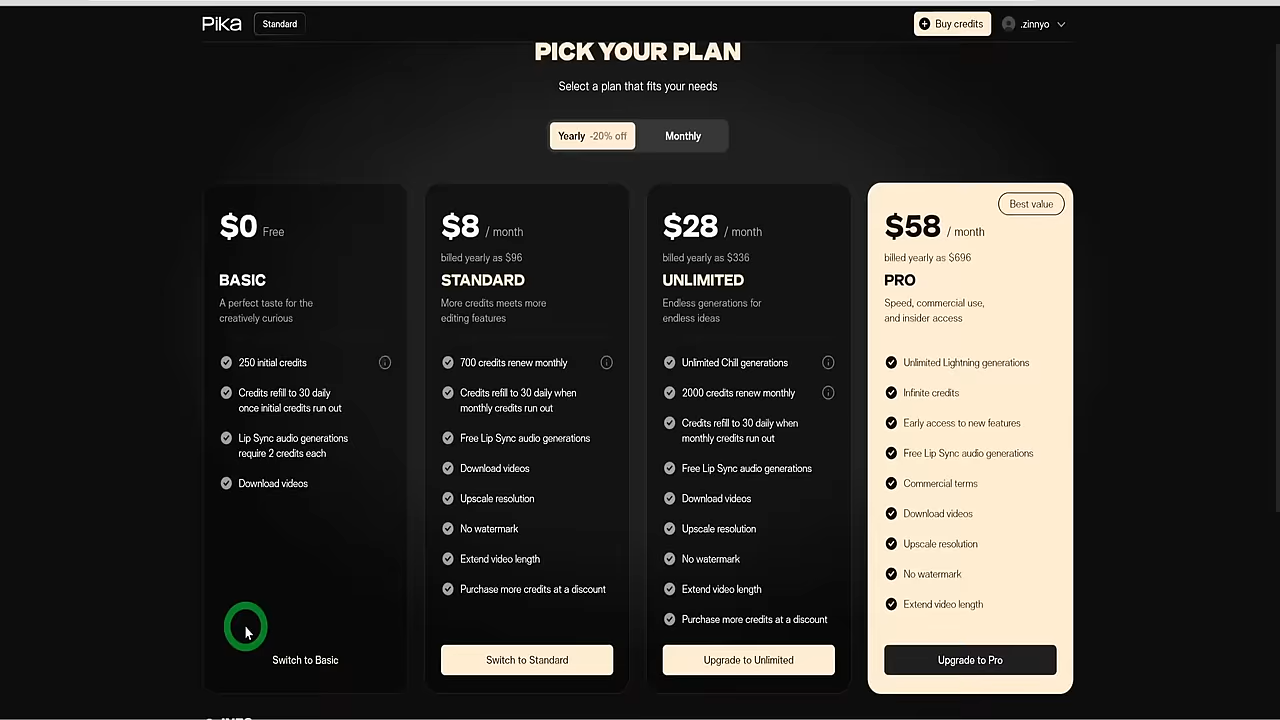 Pika
Standard
Buy credits
.zinnyo
PICK YOUR PLAN
Select a plan that fits your needs
Yearly -20% off
Monthly
$0 Free
BASIC
A perfect taste for the
creatively curious
250 initial credits
Credits refill to 30 daily
once initial credits run out
Lip Sync audio generations
require 2 credits each
Download videos
Switch to Basic
$8 / month
billed yearly as $96
STANDARD
More credits meets more
editing features
700 credits renew monthly
Credits refill to 30 daily when
monthly credits run out
Free Lip Sync audio generations
Download videos
Upscale resolution
No watermark
Extend video length
Purchase more credits at a discount
Switch to Standard
$28 / month
billed yearly as $336
UNLIMITED
Endless generations for
endless ideas
Unlimited Chill generations
2000 credits renew monthly
Credits refill to 30 daily when
monthly credits run out
Free Lip Sync audio generations
Download videos
Upscale resolution
No watermark
Extend video length
Purchase more credits at a discount
Upgrade to Unlimited
Best value
$58 / month
billed yearly as $696
PRO
Speed, commercial use,
and insider access
Unlimited Lightning generations
Infinite credits
Early access to new features
Free Lip Sync audio generations
Commercial terms
Download videos
Upscale resolution
No watermark
Extend video length
Upgrade to Pro